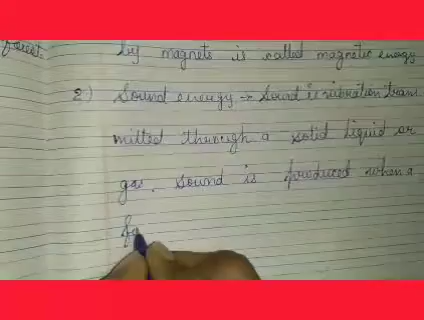 by magnets is called magnetic energy
2) Sound energy → Sound is vibration trans
mitted through a solid liquid or
gas. Sound is produced when a
fo